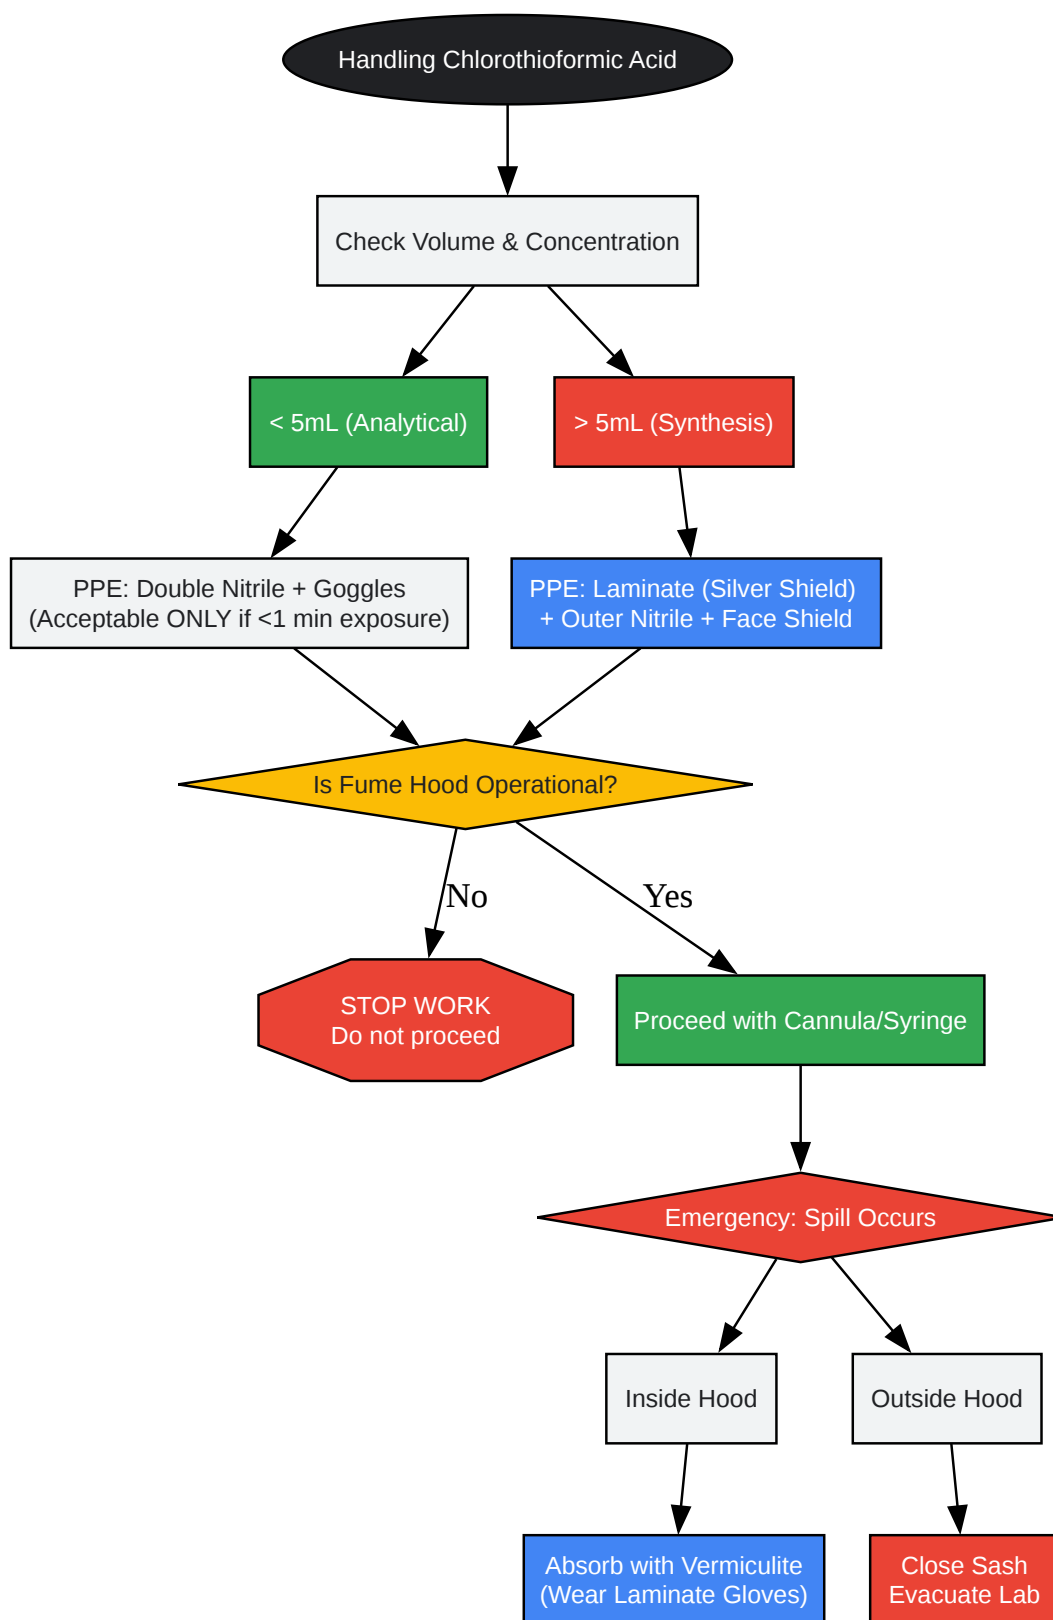 Handling Chlorothioformic Acid
Check Volume & Concentration
< 5mL (Analytical)
> 5mL (Synthesis)
PPE: Double Nitrile + Goggles
(Acceptable ONLY if <1 min exposure)
PPE: Laminate (Silver Shield)
+ Outer Nitrile + Face Shield
Is Fume Hood Operational?
No
Yes
STOP WORK
Do not proceed
Proceed with Cannula/Syringe
Emergency: Spill Occurs
Inside Hood
Outside Hood
Absorb with Vermiculite
(Wear Laminate Gloves)
Close Sash
Evacuate Lab